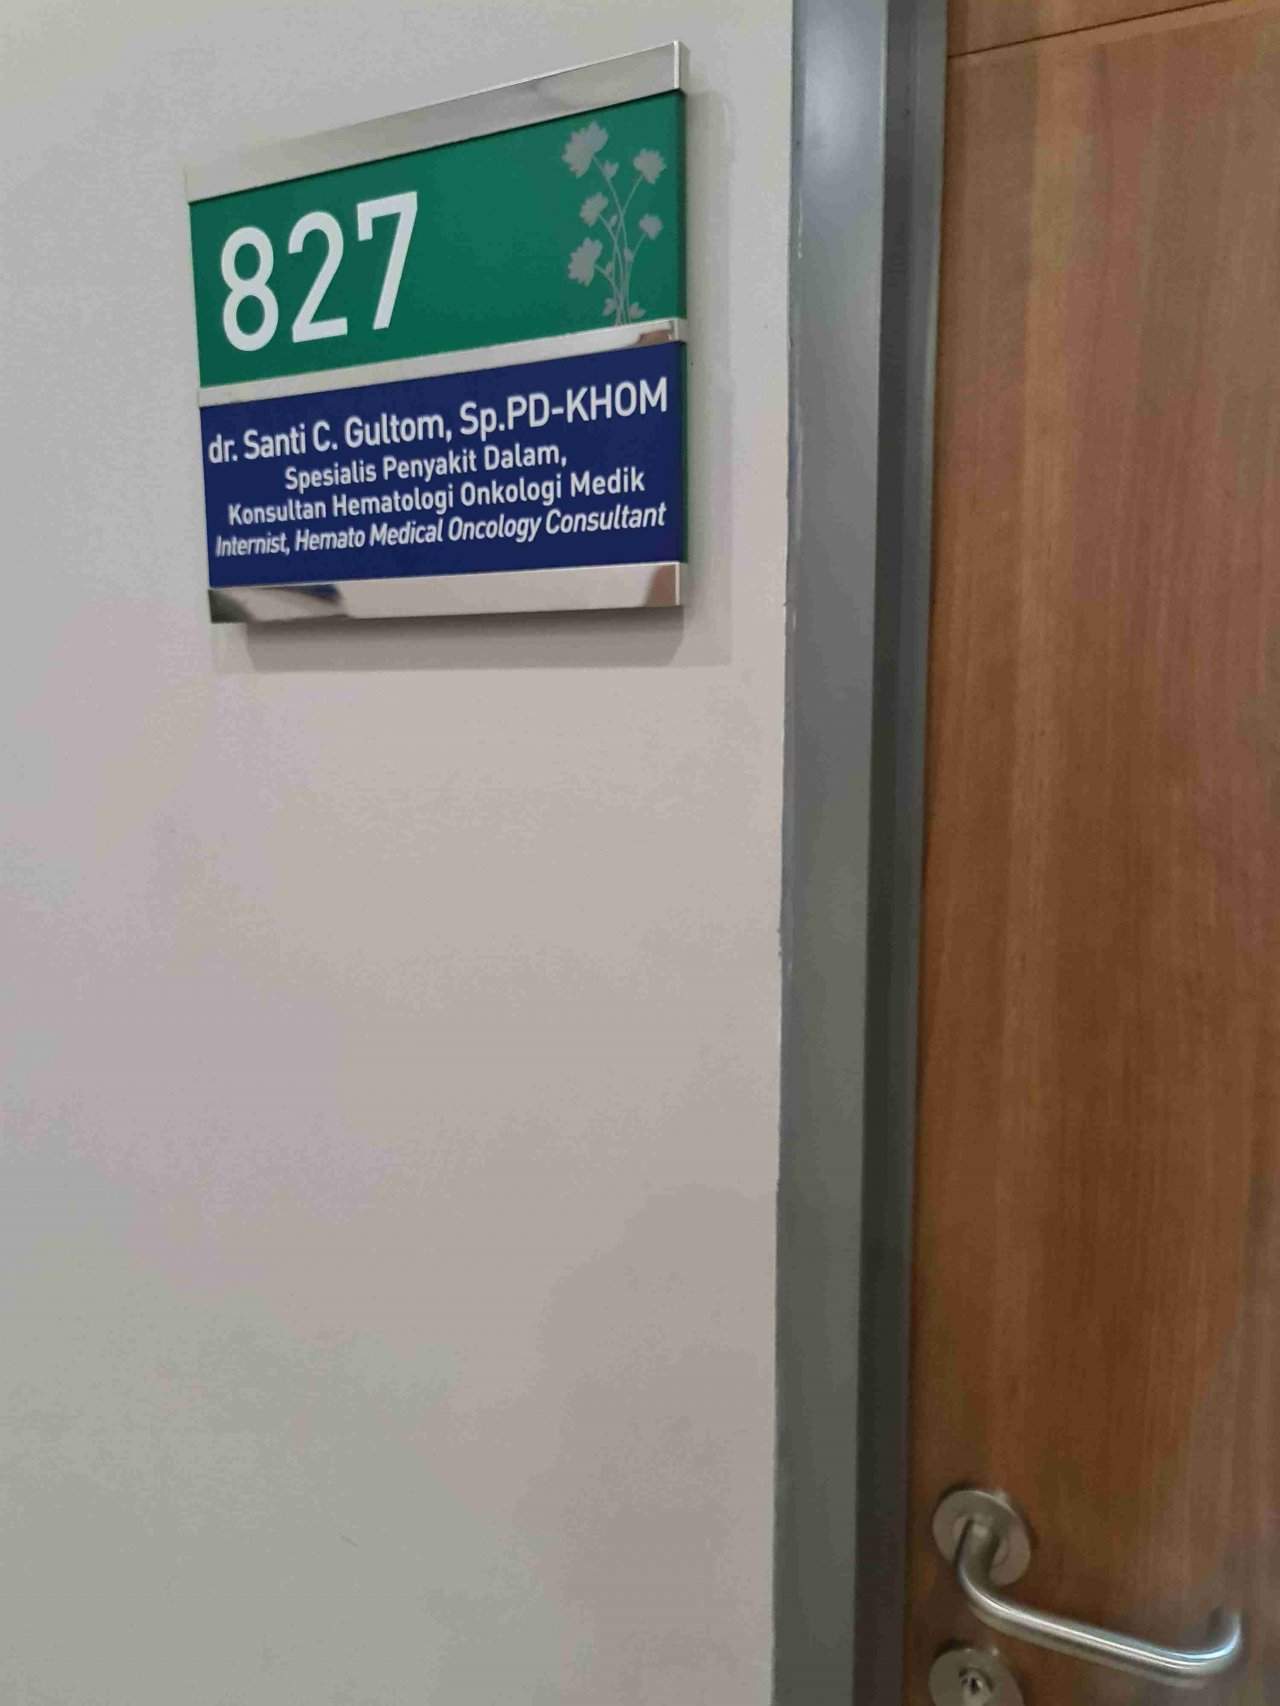 827
dr. Santi C. Gultom, Sp.PD-KHOM
Spesialis Penyakit Dalam,
Konsultan Hematologi Onkologi Medik
Internist, Hemato Medical Oncology Consultant